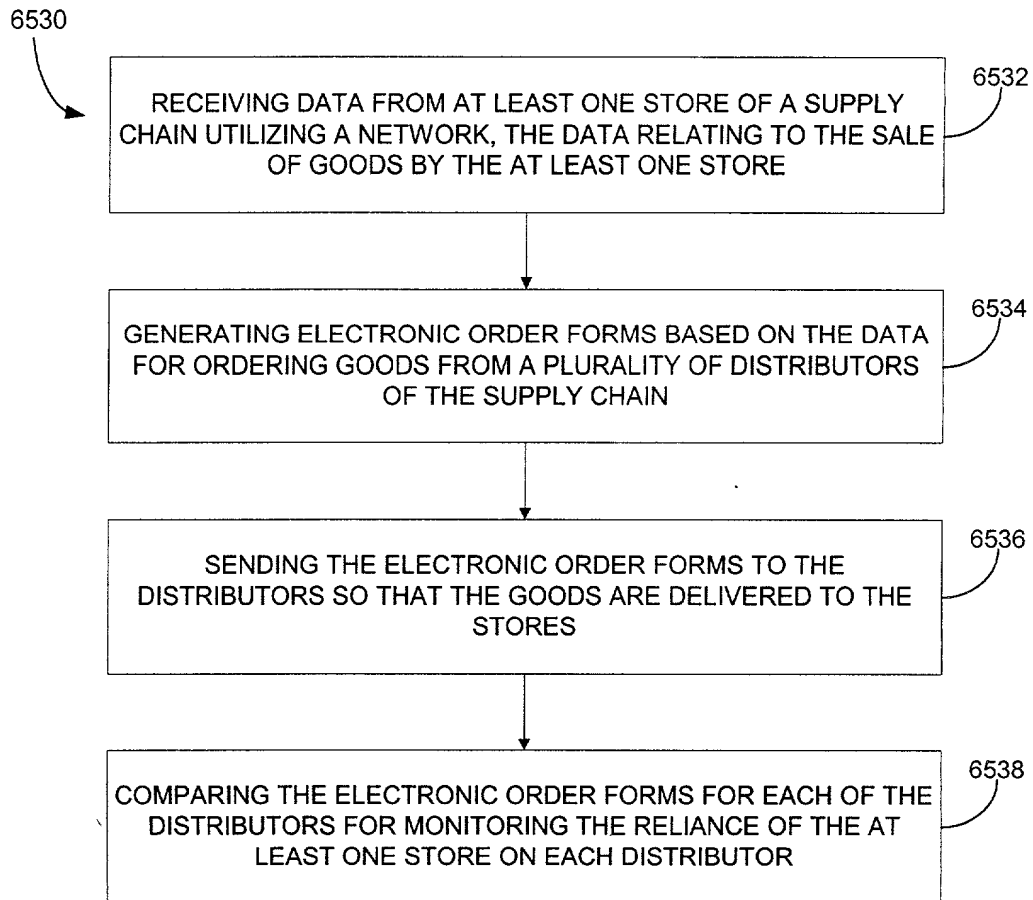 6530
6532
RECEIVING DATA FROM AT LEAST ONE STORE OF A SUPPLY
CHAIN UTILIZING A NETWORK, THE DATA RELATING TO THE SALE
OF GOODS BY THE AT LEAST ONE STORE
6534
GENERATING ELECTRONIC ORDER FORMS BASED ON THE DATA
FOR ORDERING GOODS FROM A PLURALITY OF DISTRIBUTORS
OF THE SUPPLY CHAIN
6536
SENDING THE ELECTRONIC ORDER FORMS TO THE
DISTRIBUTORS SO THAT THE GOODS ARE DELIVERED TO THE
STORES
6538
COMPARING THE ELECTRONIC ORDER FORMS FOR EACH OF THE
DISTRIBUTORS FOR MONITORING THE RELIANCE OF THE AT
LEAST ONE STORE ON EACH DISTRIBUTOR